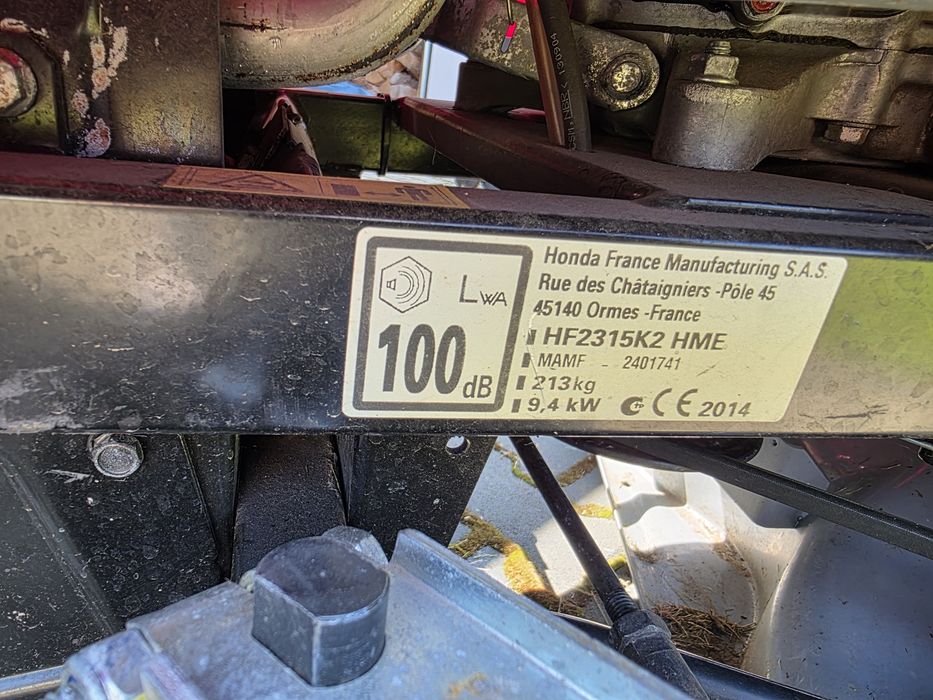 LWA
100 dB
Honda France Manufacturing S.A.S.
Rue des Châtaigniers -Pôle 45
45140 Ormes -France
HF2315K2 HME
MAMF 2401741
213kg
9,4 kW CE 2014